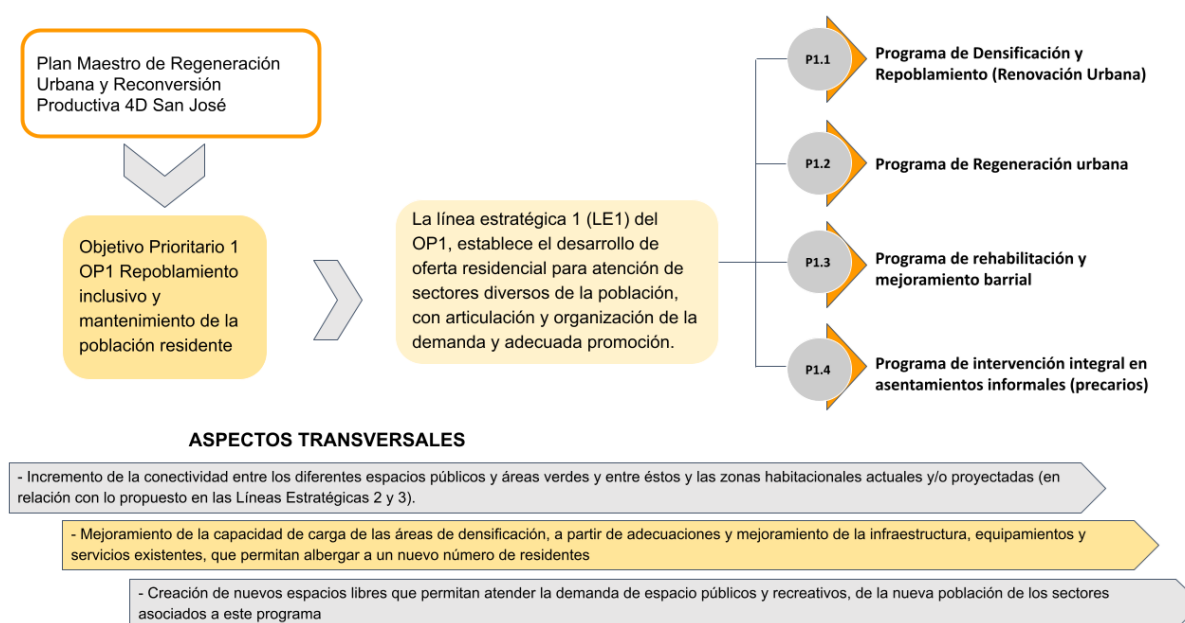 Plan Maestro de Regeneración
Urbana y Reconversión
Productiva 4D San José
Objetivo Prioritario 1
OP1 Repoblamiento
inclusivo y
mantenimiento de la
población residente
La línea estratégica 1 (LE1) del
OP1, establece el desarrollo de
oferta residencial para atención de
sectores diversos de la población,
con articulación y organización de la
demanda y adecuada promoción.
P1.1
Programa de Densificación y
Repoblamiento (Renovación Urbana)
P1.2
Programa de Regeneración urbana
P1.3
Programa de rehabilitación y
mejoramiento barrial
P1.4
Programa de intervención integral en
asentamientos informales (precarios)
ASPECTOS TRANSVERSALES
- Incremento de la conectividad entre los diferentes espacios públicos y áreas verdes y entre éstos y las zonas habitacionales actuales y/o proyectadas (en
relación con lo propuesto en las Líneas Estratégicas 2 y 3).
- Mejoramiento de la capacidad de carga de las áreas de densificación, a partir de adecuaciones y mejoramiento de la infraestructura, equipamientos y
servicios existentes, que permitan albergar a un nuevo número de residentes
- Creación de nuevos espacios libres que permitan atender la demanda de espacio públicos y recreativos, de la nueva población de los sectores
asociados a este programa